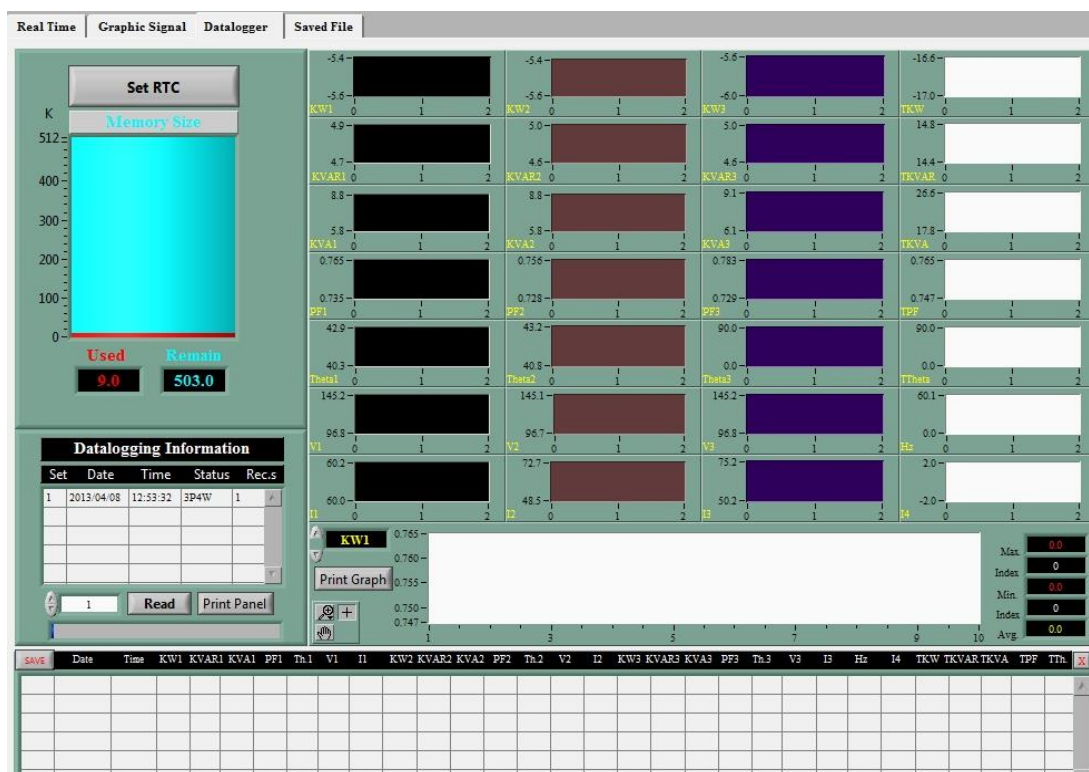 Real Time Graphic Signal Datalogger Saved File
Set RTC
K
Memory Size
512
400
300
200
100
0
Used Remain
9.0 503.0
Datalogging Information
Set Date Time Status Rec.s
1 2013/04/08 12:53:32 3P4W 1
1 Read Print Panel
-5.4 -5.4 -5.6 -16.6
-5.6 -5.6 -6.0 -17.0
KW1 0 1 2 KW2 0 1 2 KW3 0 1 2 TKW 0 1 2
4.9 5.0 5.0 14.8
4.7 4.6 4.6 14.4
KVAR1 0 1 2 KVAR2 0 1 2 KVAR3 0 1 2 TKVAR 0 1 2
8.8 8.8 9.1 26.6
5.8 5.8 6.1 17.8
KVA1 0 1 2 KVA2 0 1 2 KVA3 0 1 2 TKVA 0 1 2
0.765 0.756 0.783 0.765
0.735 0.728 0.729 0.747
PF1 0 1 2 PF2 0 1 2 PF3 0 1 2 TPF 0 1 2
42.9 43.2 90.0 90.0
40.3 40.8 0.0 0.0
Theta1 0 1 2 Theta2 0 1 2 Theta3 0 1 2 TTheta 0 1 2
145.2 145.1 145.2 60.1
96.8 96.7 96.8 0.0
V1 0 1 2 V2 0 1 2 V3 0 1 2 Hz 0 1 2
60.2 72.7 75.2 2.0
60.0 48.5 50.2 -2.0
I1 0 1 2 I2 0 1 2 I3 0 1 2 I4 0 1 2
KW1
Print Graph
0.765
0.760
0.755
0.750
0.747
1 3 5 7 9 10
Max. 0.0
Index 0
Min. 0.0
Index 0
Avg. 0.0
SAVE Date Time KW1 KVAR1 KVA1 PF1 Th.1 V1 I1 KW2 KVAR2 KVA2 PF2 Th.2 V2 I2 KW3 KVAR3 KVA3 PF3 Th.3 V3 I3 Hz I4 TKW TKVAR TKVA TPF TTh. X